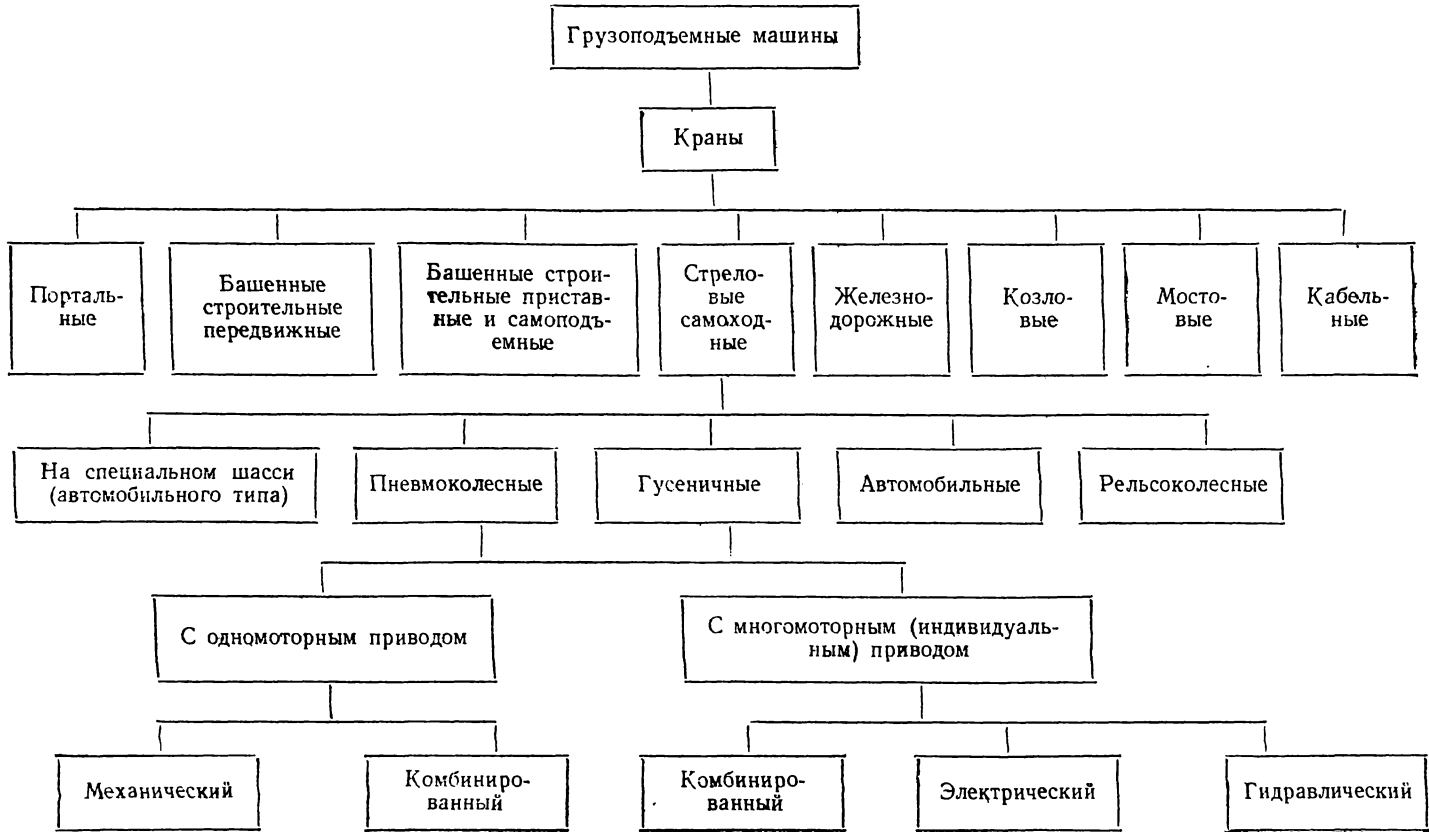 Грузоподъемные машины
Краны
Порталь-
ные
Башенные
строительные
передвижные
Башенные строи-
тельные пристав-
ные и самоподъ-
емные
Стрело-
вые
самоход-
ные
Железно-
дорожные
Козло-
вые
Мосто-
вые
Кабель-
ные
На специальном шасси
(автомобильного типа)
Пневмоколесные
Гусеничные
Автомобильные
Рельсоколесные
С одномоторным приводом
С многомоторным (индивидуаль-
ным) приводом
Механический
Комбиниро-
ванный
Комбиниро-
ванный
Электрический
Гидравлический